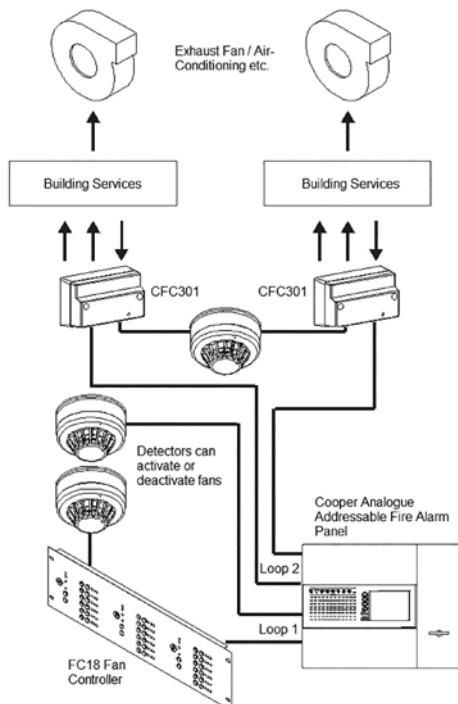 Exhaust Fan / Air-
Conditioning etc.
Building Services
Building Services
CFC301
CFC301
Detectors can
activate or
deactivate fans
Cooper Analogue
Addressable Fire Alarm
Panel
Loop 2
Loop 1
FC18 Fan
Controller